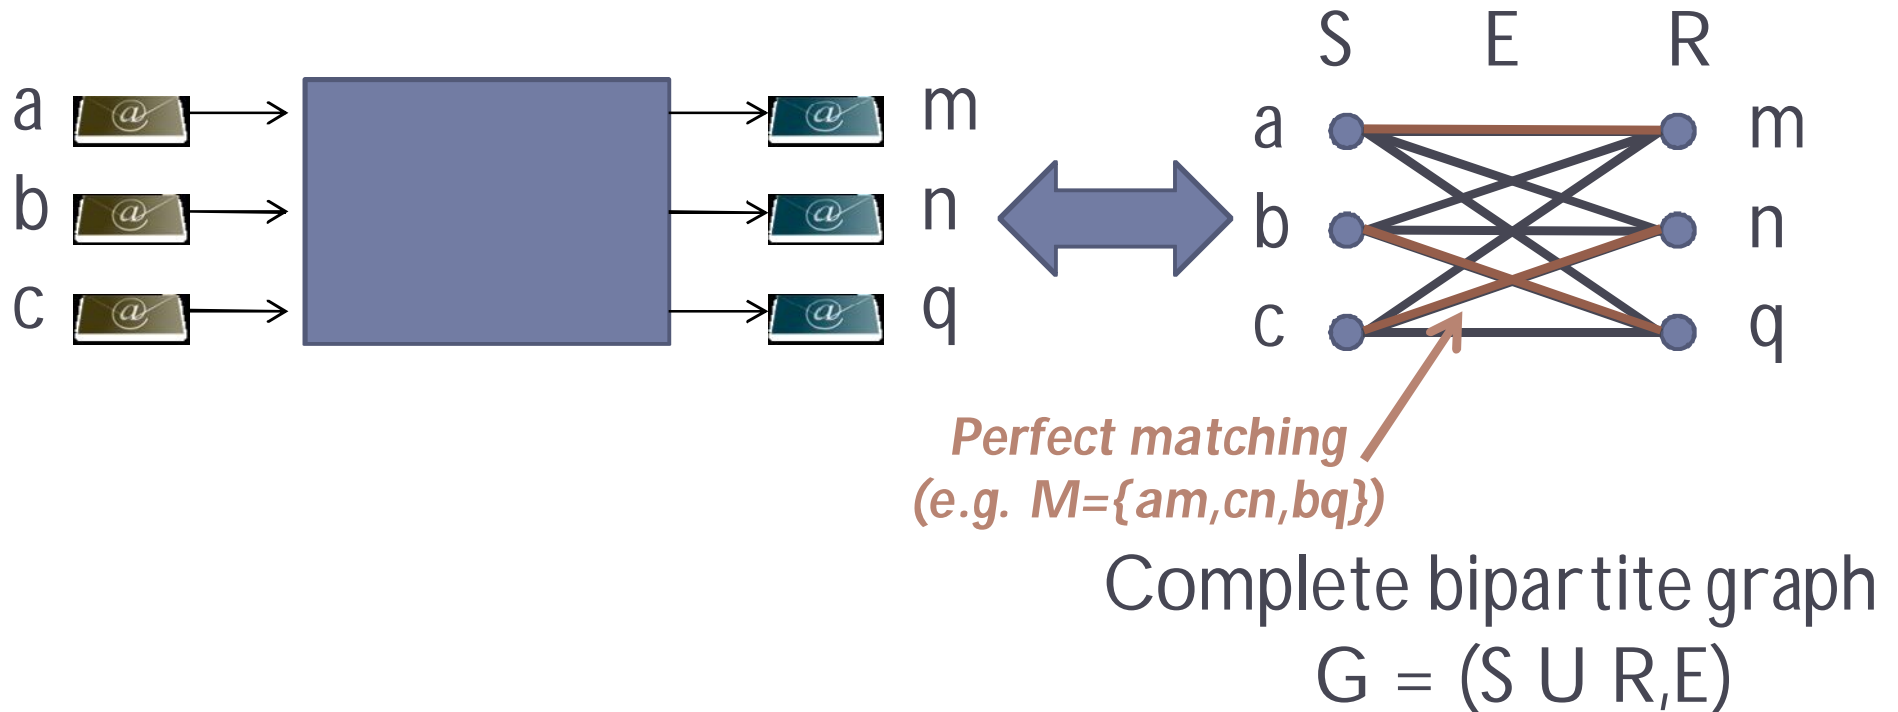 S E R
a @ @ m
b @ @ n
c @ @ q
a m
b n
c q
Perfect matching
(e.g. M={am,cn,bq})
Complete bipartite graph
G = (S U R,E)